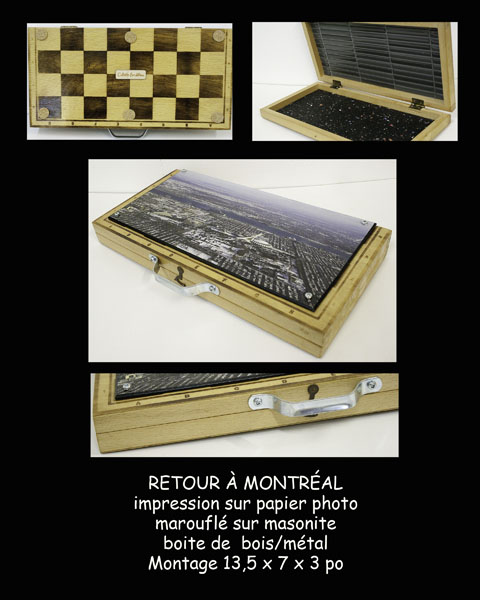 RETOUR À MONTRÉAL
impression sur papier photo
marouflé sur masonite
boite de bois/métal
Montage 13,5 x 7 x 3 po